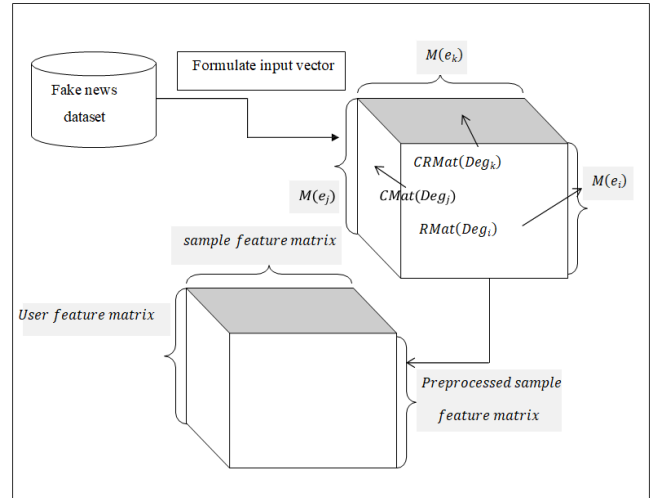 Fake news
dataset
Formulate input vector
M(e_k)
CRMat(Deg_k)
CMat(Deg_j)
M(e_j)
M(e_i)
RMat(Deg_i)
sample feature matrix
User feature matrix
Preprocessed sample
feature matrix